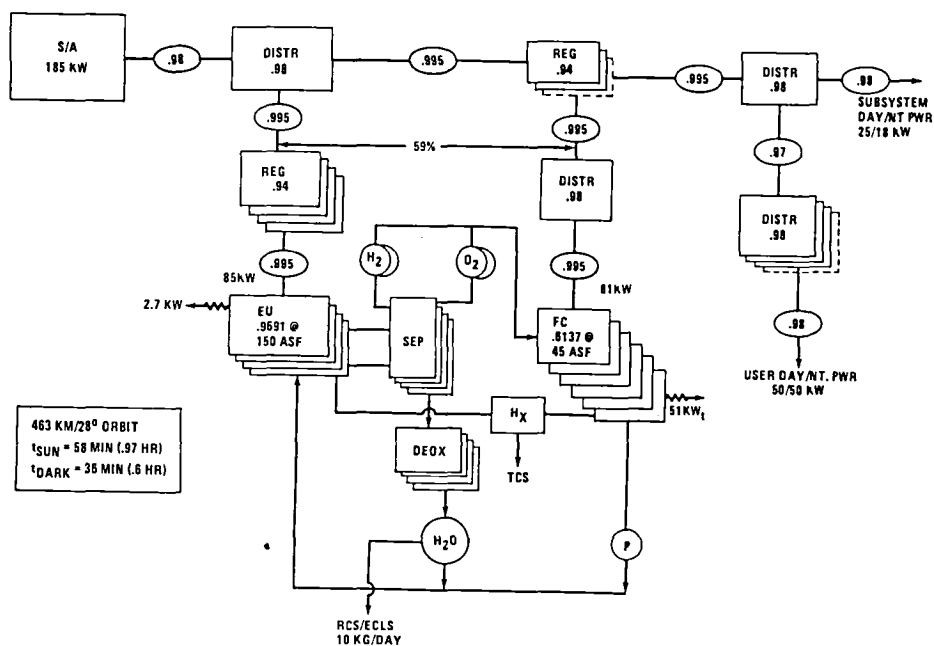 S/A
185 KW
.98
DISTR
.98
.995
REG
.94
.995
DISTR
.98
.98
SUBSYSTEM
DAY/NT PWR
25/18 KW
.995
.995
59%
.97
REG
.94
DISTR
.98
DISTR
.98
.995
H2
O2
.995
85KW
81KW
2.7 KW
EU
.9691 @
150 ASF
SEP
FC
.6137 @
45 ASF
.98
USER DAY/NT. PWR
50/50 KW
51KWt
HX
463 KM/28° ORBIT
tSUN = 58 MIN (.97 HR)
tDARK = 36 MIN (.6 HR)
DEOX
TCS
H2O
P
RCS/ECLS
10 KG/DAY